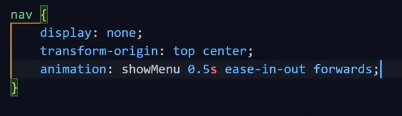 nav {
display: none;
transform-origin: top center;
animation: showMenu 0.5s ease-in-out forwards;
}